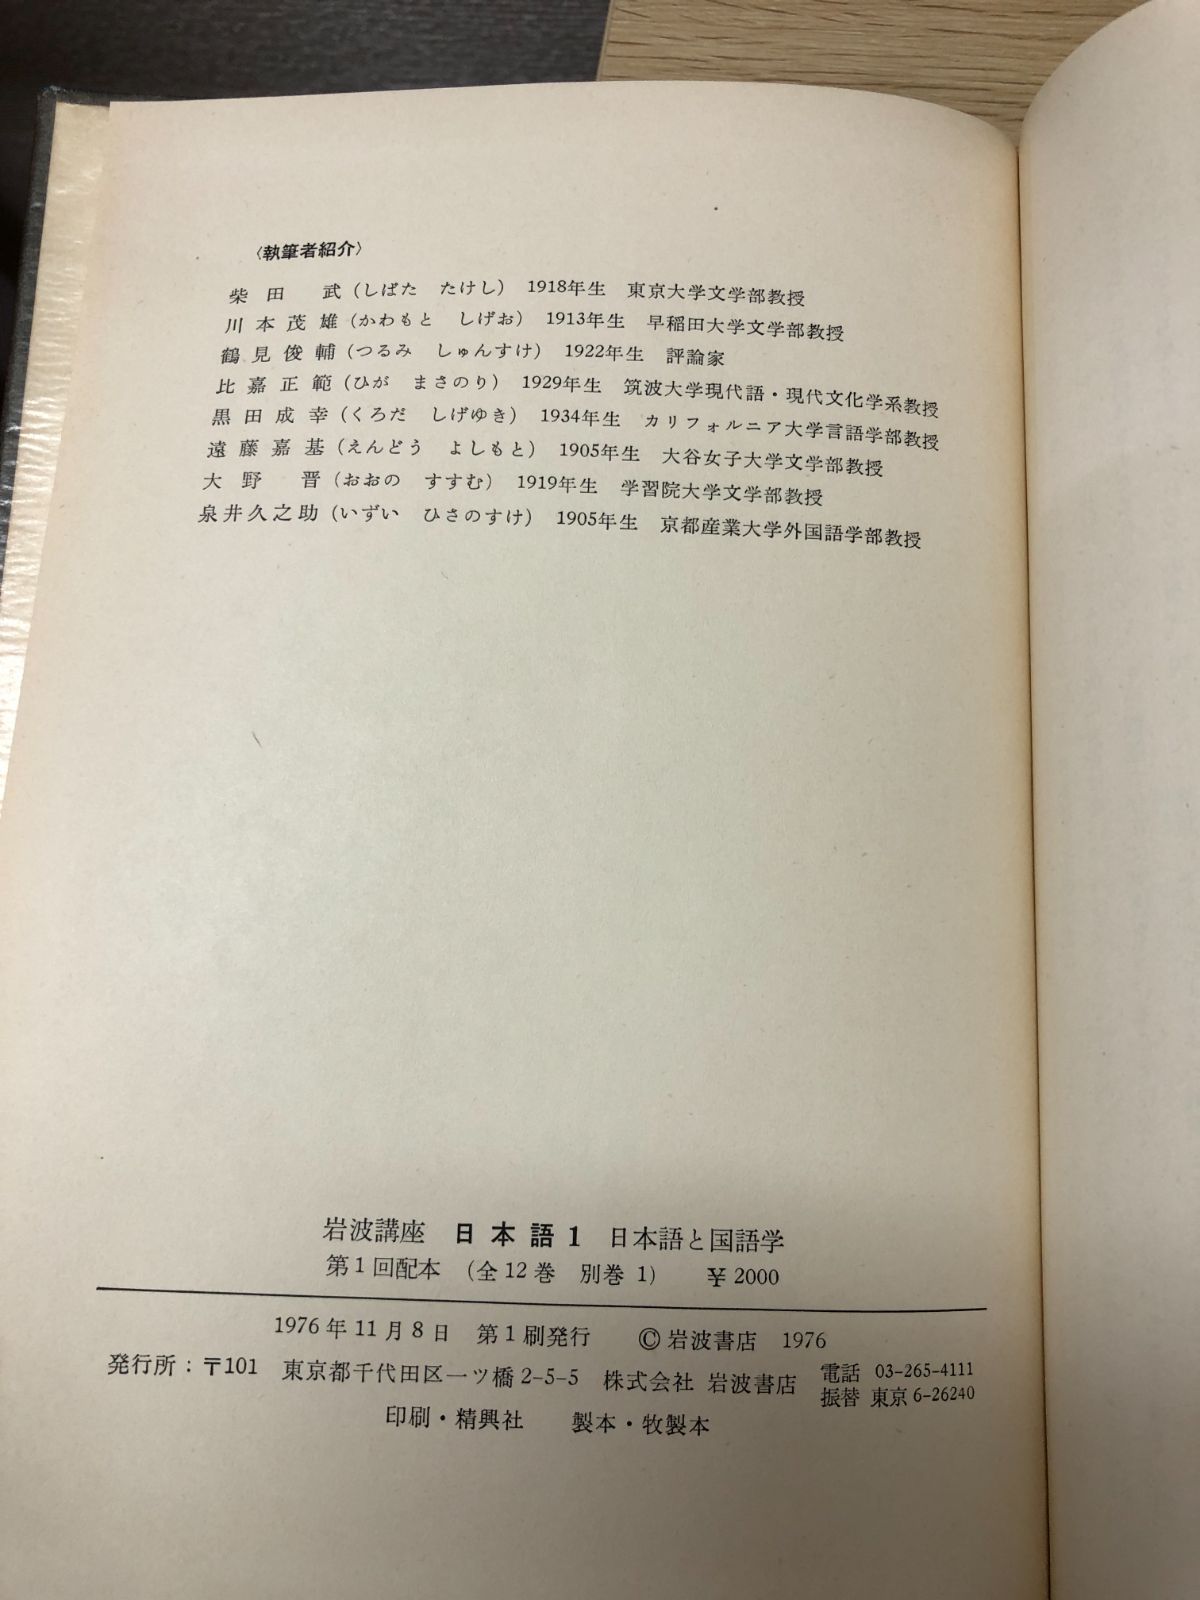 〈執筆者紹介〉
柴田　武（しばた　たけし）　1918年生　東京大学文学部教授
川本茂雄（かわもと　しげお）　1913年生　早稲田大学文学部教授
鶴見俊輔（つるみ　しゅんすけ）　1922年生　評論家
比嘉正範（ひが　まさのり）　1929年生　筑波大学現代語・現代文化学系教授
黒田成幸（くろだ　しげゆき）　1934年生　カリフォルニア大学言語学部教授
遠藤嘉基（えんどう　よしもと）　1905年生　大谷女子大学文学部教授
大野　晋（おおの　すすむ）　1919年生　学習院大学文学部教授
泉井久之助（いずい　ひさのすけ）　1905年生　京都産業大学外国語学部教授
岩波講座　日本語1　日本語と国語学
第1回配本　（全12巻　別巻1）　￥2000
1976年11月8日　第1刷発行　© 岩波書店　1976
発行所：〒101　東京都千代田区一ツ橋2-5-5　株式会社 岩波書店　電話 03-265-4111
振替 東京6-26240
印刷・精興社　製本・牧製本